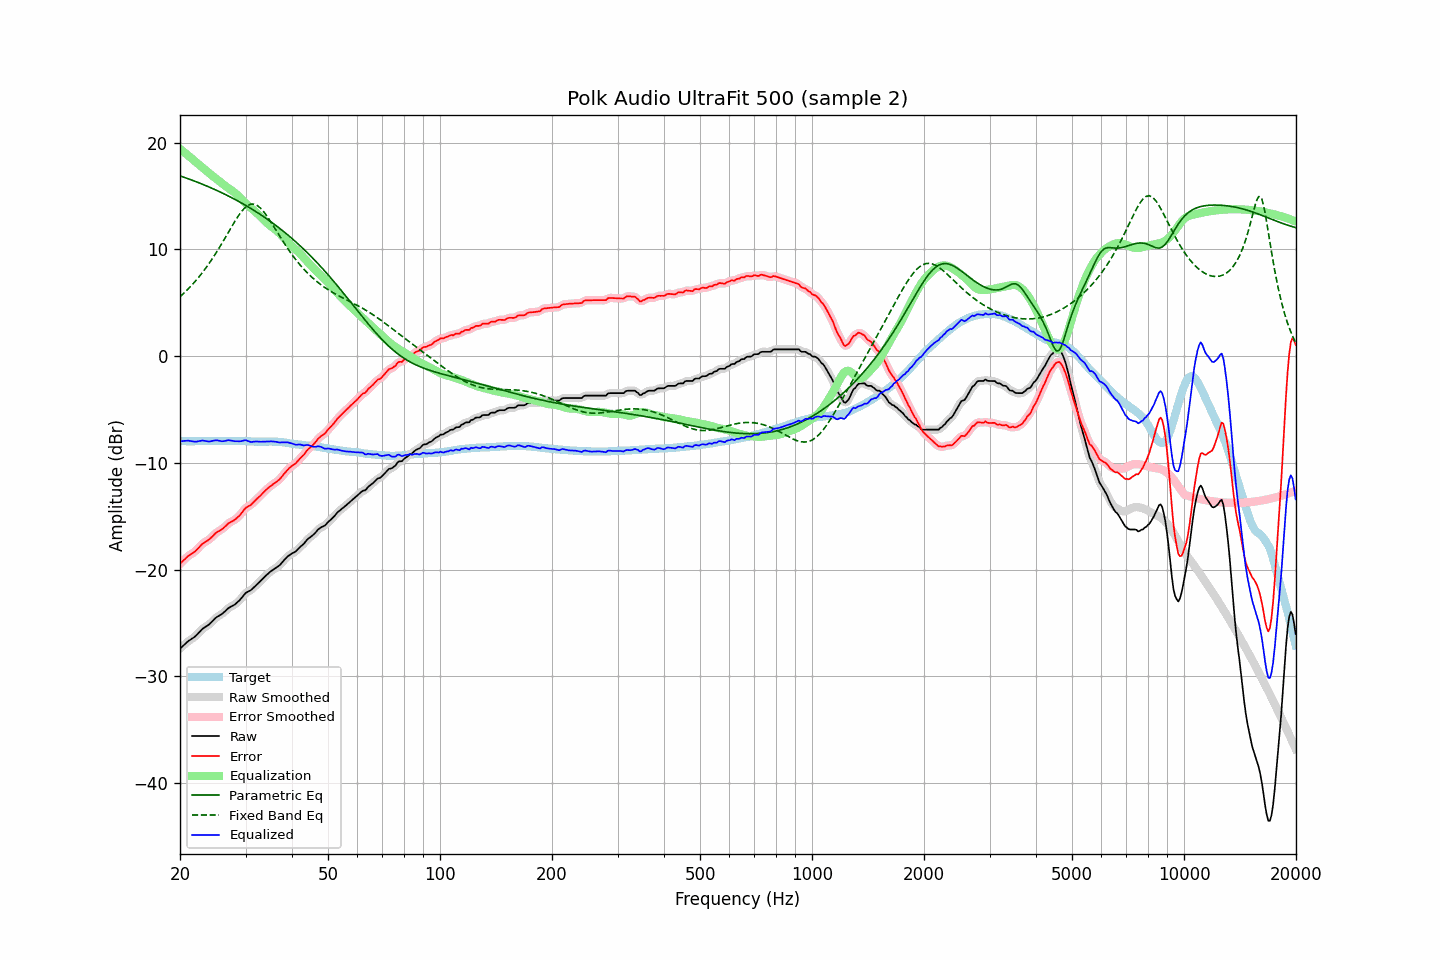 Polk Audio UltraFit 500 (sample 2)
20
10
0
−10
−20
−30
−40
Amplitude (dBr)
Target
Raw Smoothed
Error Smoothed
Raw
Error
Equalization
Parametric Eq
Fixed Band Eq
Equalized
20
50
100
200
500
1000
2000
5000
10000
20000
Frequency (Hz)